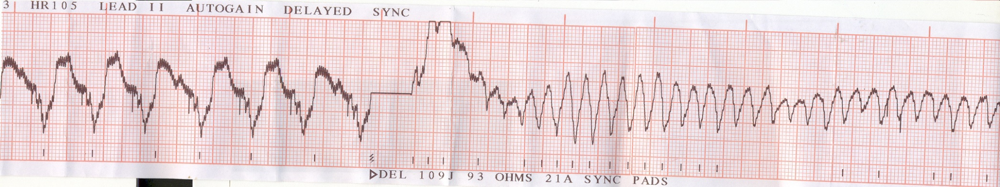 3 HR105 LEAD II AUTOGAIN DELAYED SYNC
DEL 109J 93 OHMS 21A SYNC PADS